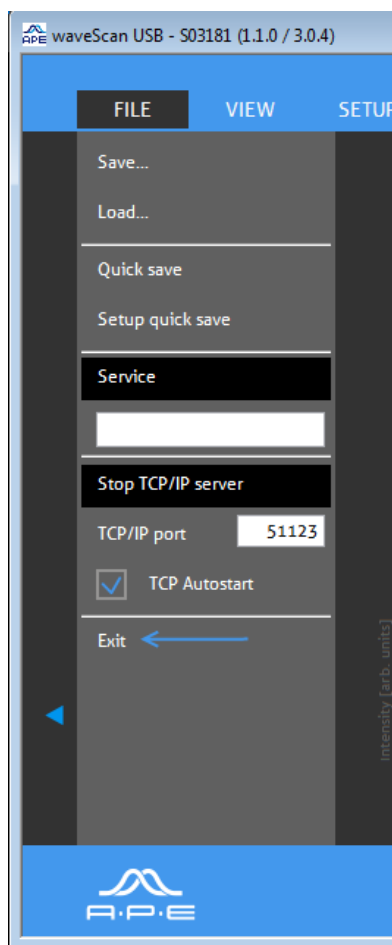 APE waveScan USB - S03181 (1.1.0 / 3.0.4)
FILE VIEW SETUP
Save...
Load...
Quick save
Setup quick save
Service
Stop TCP/IP server
TCP/IP port 51123
TCP Autostart
Exit
Intensity [arb. units]
A·P·E